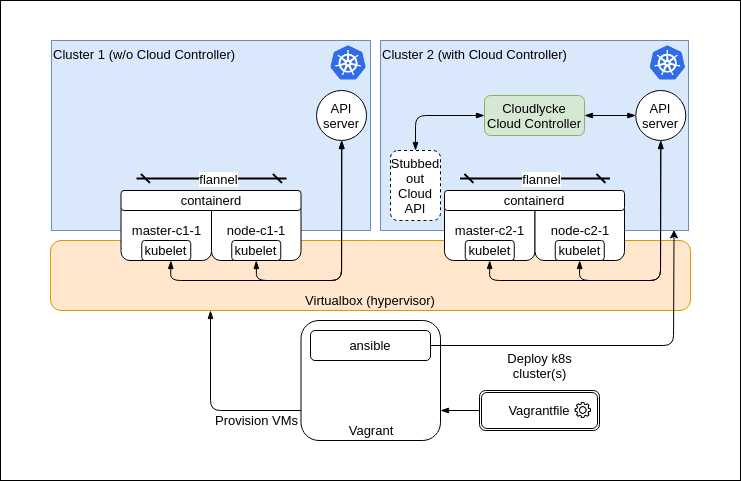 Cluster 1 (w/o Cloud Controller)
API
server
flannel
containerd
master-c1-1
node-c1-1
kubelet
kubelet
Cluster 2 (with Cloud Controller)
Cloudlycke
Cloud Controller
API
server
Stubbed
out
Cloud
API
flannel
containerd
master-c2-1
node-c2-1
kubelet
kubelet
Virtualbox (hypervisor)
ansible
Deploy k8s
cluster(s)
Vagrantfile
Provision VMs
Vagrant